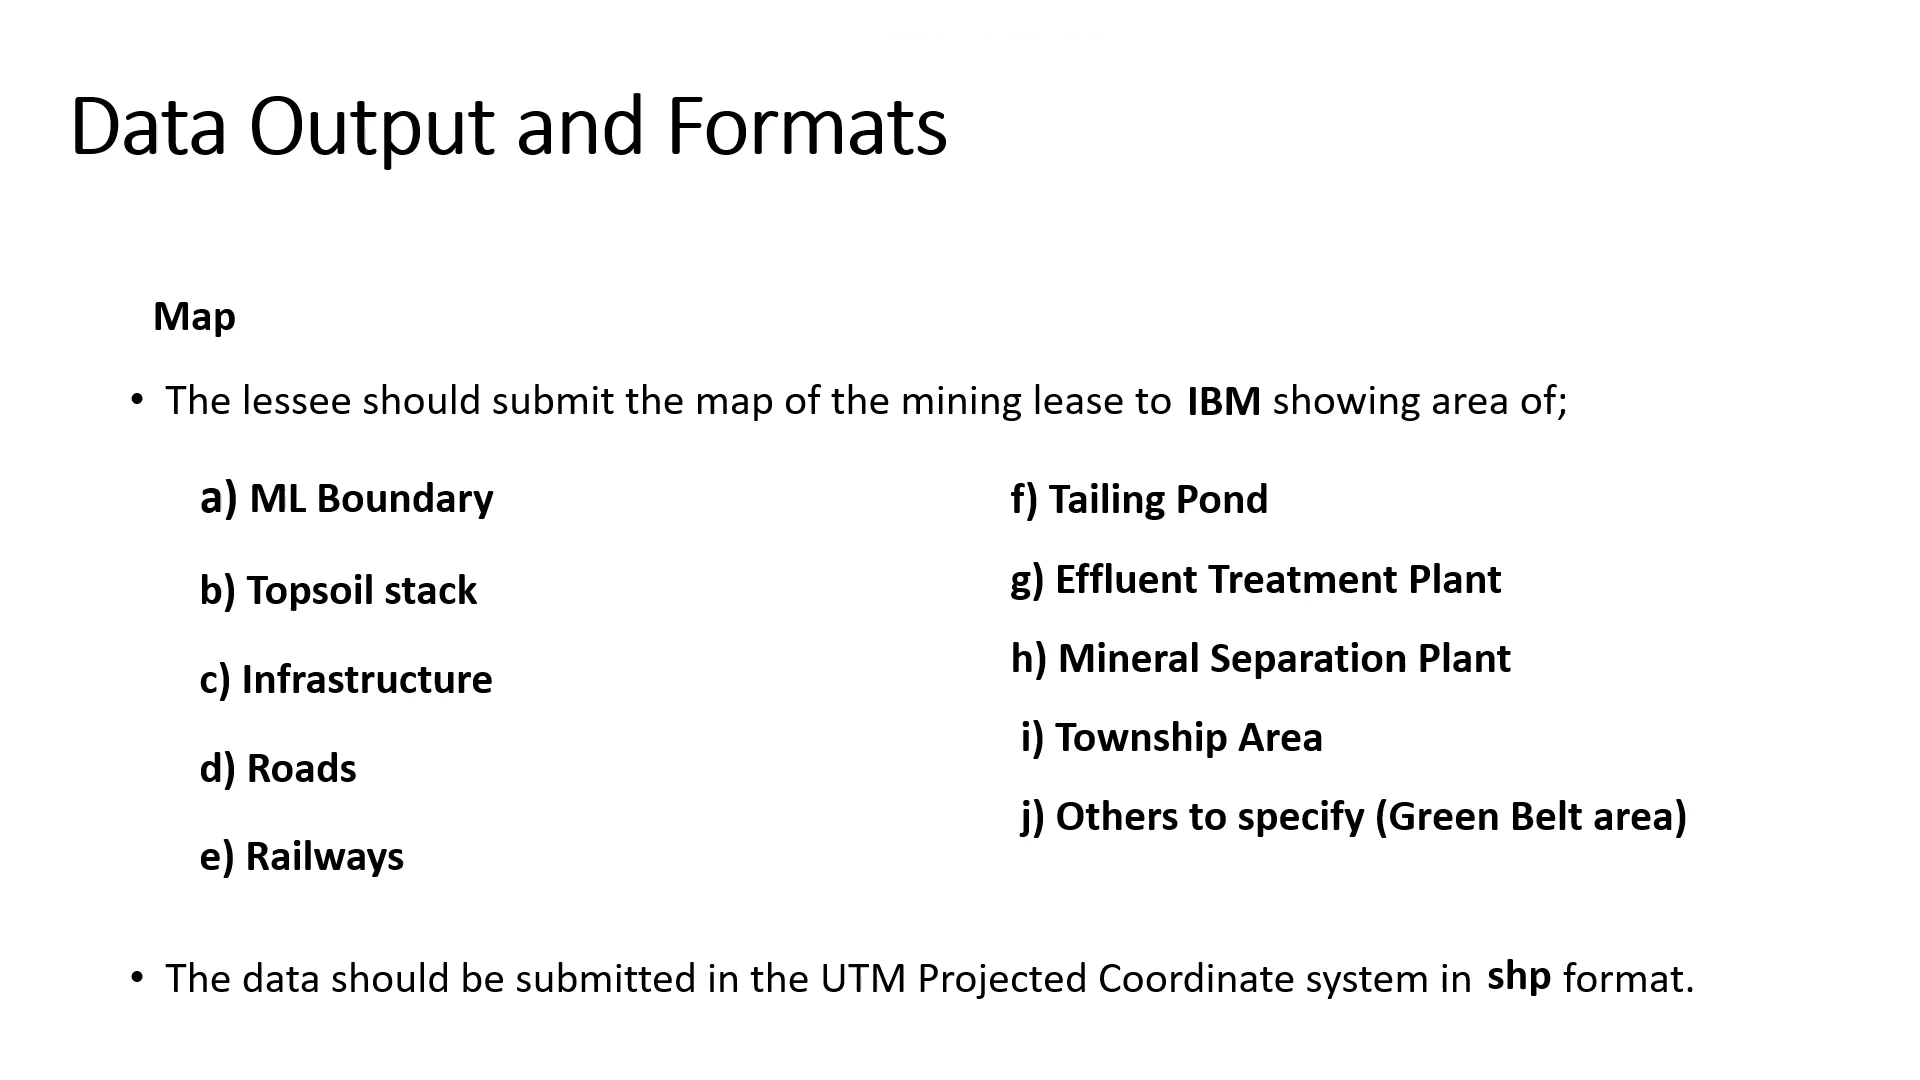 Data Output and Formats
Map
• The lessee should submit the map of the mining lease to IBM showing area of;
a) ML Boundary
b) Topsoil stack
c) Infrastructure
d) Roads
e) Railways
f) Tailing Pond
g) Effluent Treatment Plant
h) Mineral Separation Plant
i) Township Area
j) Others to specify (Green Belt area)
• The data should be submitted in the UTM Projected Coordinate system in shp format.